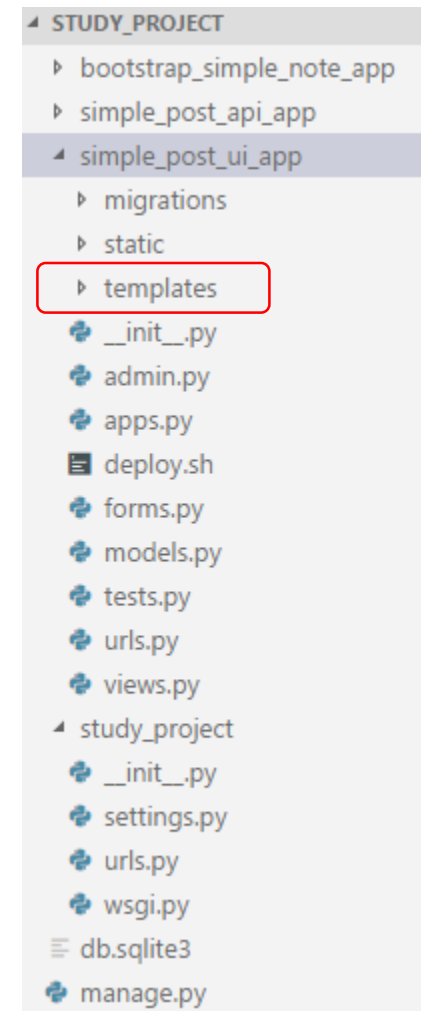 STUDY_PROJECT
bootstrap_simple_note_app
simple_post_api_app
simple_post_ui_app
migrations
static
templates
__init__.py
admin.py
apps.py
deploy.sh
forms.py
models.py
tests.py
urls.py
views.py
study_project
__init__.py
settings.py
urls.py
wsgi.py
db.sqlite3
manage.py